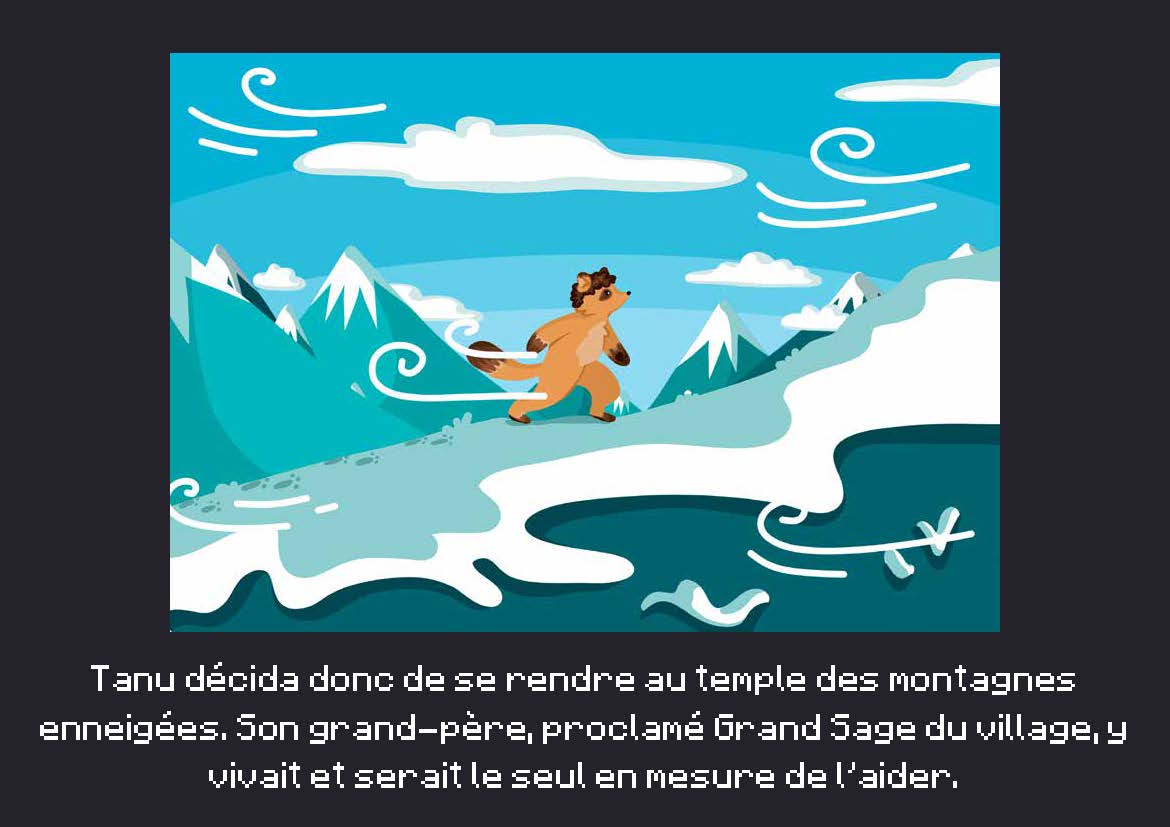 Tanu décida donc de se rendre au temple des montagnes
enneigées. Son grand-père, proclamé Grand Sage du village, y
vivait et serait le seul en mesure de l'aider.